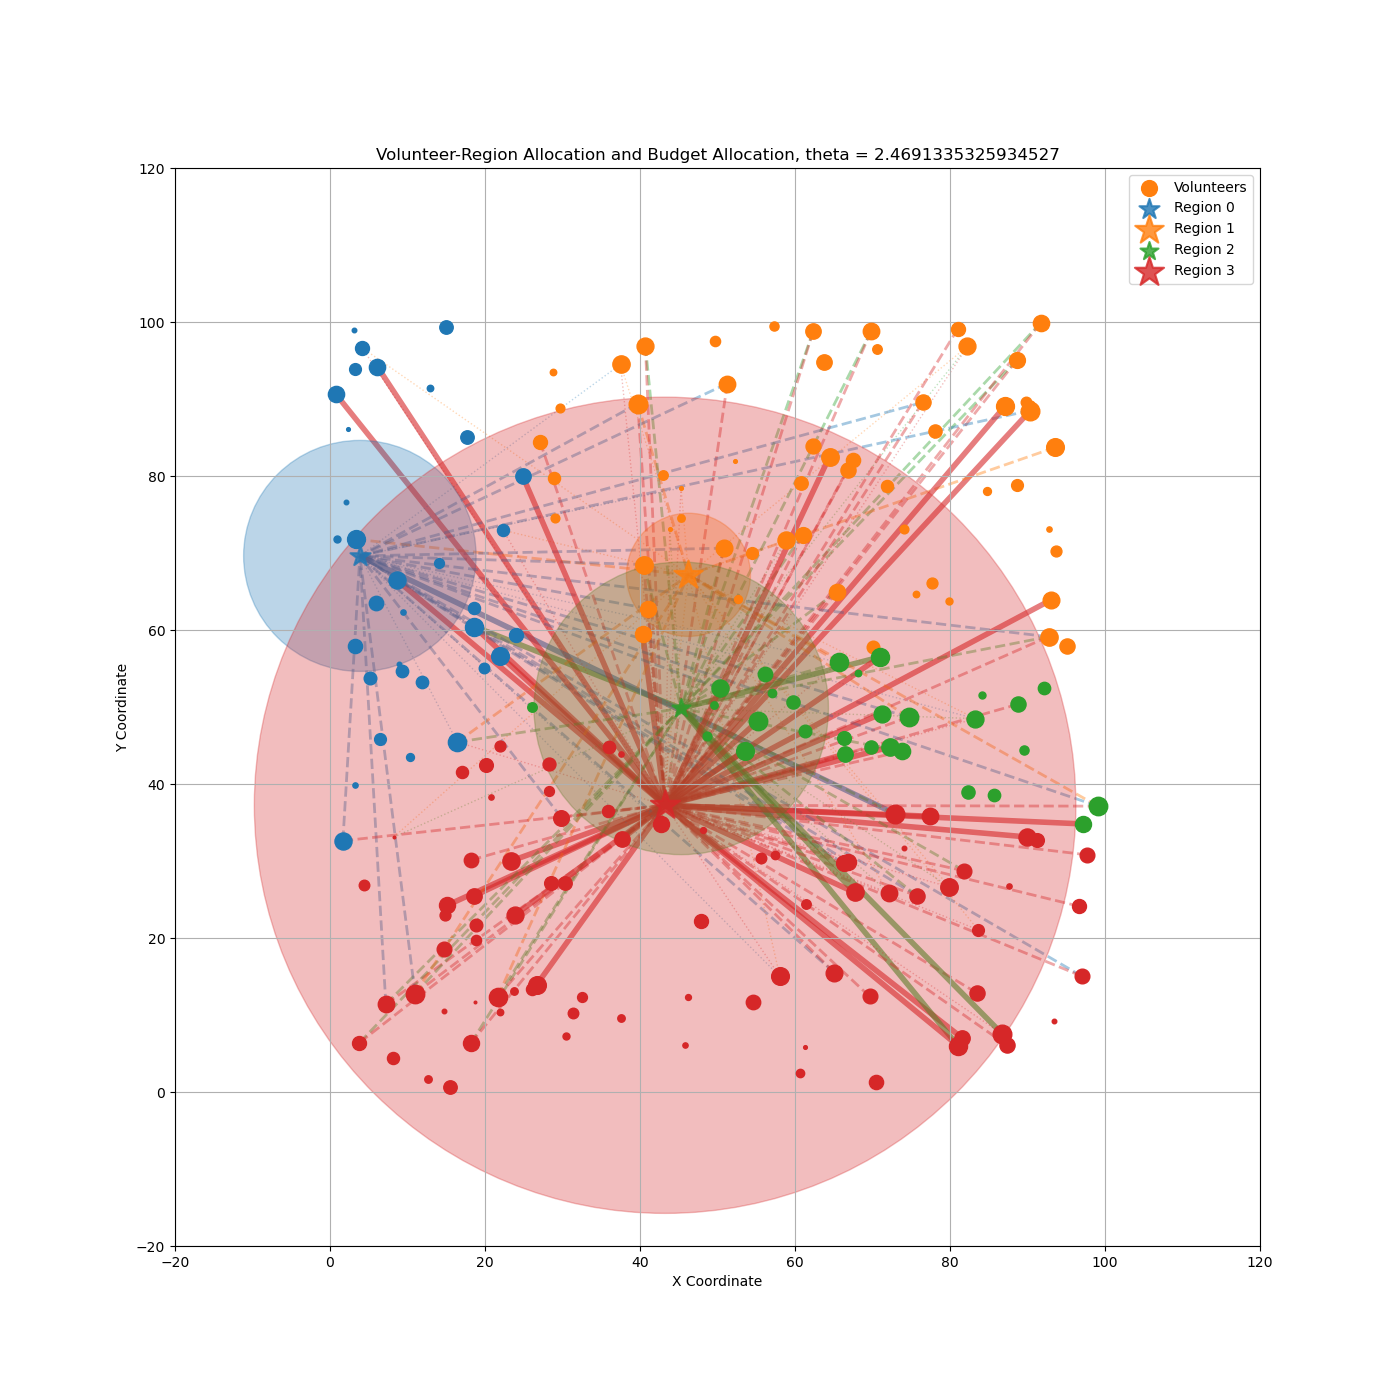 Volunteer-Region Allocation and Budget Allocation, theta = 2.4691335325934527
120
100
80
60
40
20
0
−20
Y Coordinate
Volunteers
Region 0
Region 1
Region 2
Region 3
−20 0 20 40 60 80 100 120
X Coordinate